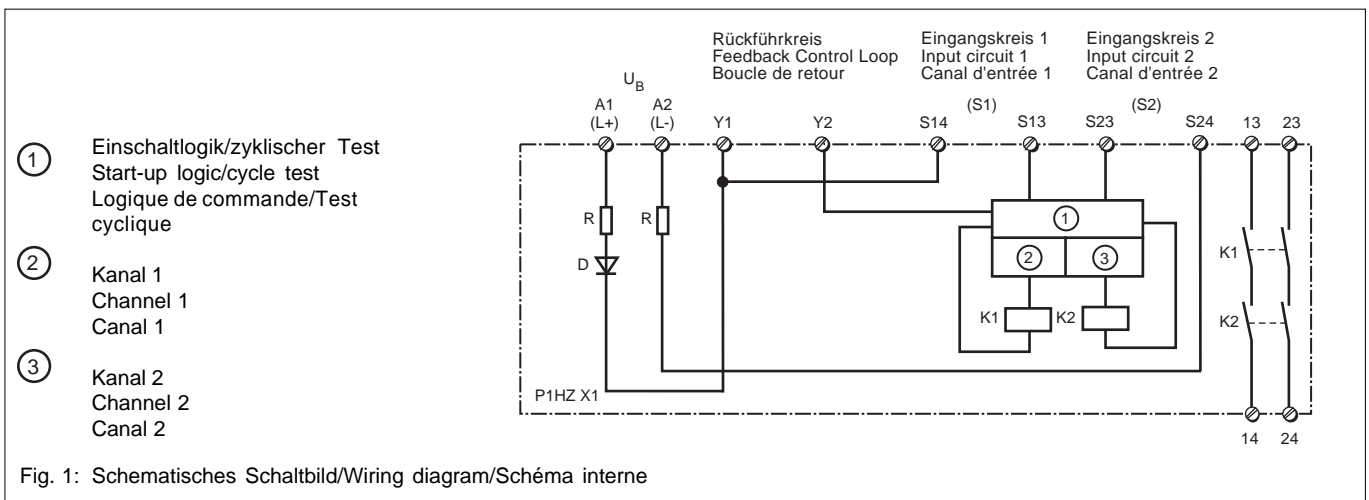 1
Einschaltlogik/zyklischer Test
Start-up logic/cycle test
Logique de commande/Test
cyclique
2
Kanal 1
Channel 1
Canal 1
3
Kanal 2
Channel 2
Canal 2
Rückführkreis
Feedback Control Loop
Boucle de retour
Eingangskreis 1
Input circuit 1
Canal d'entrée 1
Eingangskreis 2
Input circuit 2
Canal d'entrée 2
UB
(S1) (S2)
A1 A2
(L+) (L-) Y1 Y2 S14 S13 S23 S24 13 23
R R
D
1
2 3
K1 K2
K1
K2
P1HZ X1
14 24
Fig. 1: Schematisches Schaltbild/Wiring diagram/Schéma interne